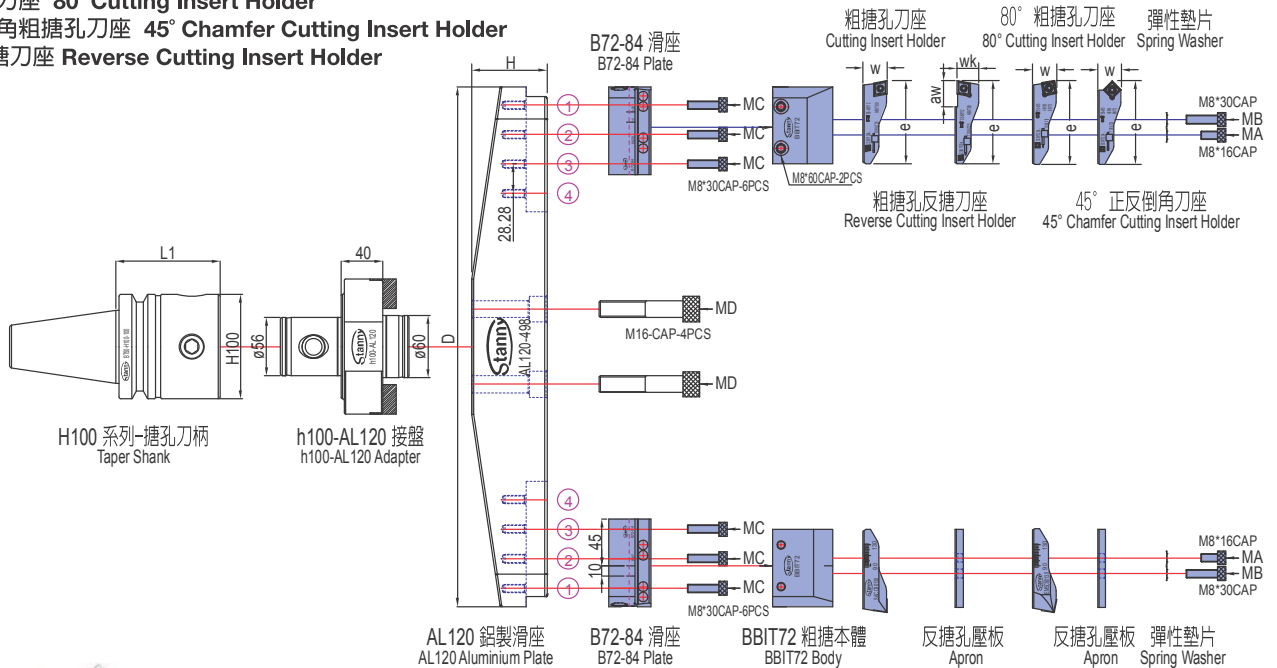 刀座 80° Cutting Insert Holder
角粗搪孔刀座 45° Chamfer Cutting Insert Holder
搪刀座 Reverse Cutting Insert Holder
粗搪孔刀座
Cutting Insert Holder
80° 粗搪孔刀座
80° Cutting Insert Holder
彈性墊片
Spring Washer
B72-84 滑座
B72-84 Plate
H
w
wk
w
w
aw
e
e
e
e
1
MC
2
MC
3
MC
4
M8*30CAP-6PCS
Stanny
BBIT72
M8*60CAP-2PCS
M8*30CAP
MB
MA
M8*16CAP
粗搪孔反搪刀座
Reverse Cutting Insert Holder
45° 正反倒角刀座
45° Chamfer Cutting Insert Holder
28.28
L1
40
D
H100
ø56
ø60
Stanny
Stanny
h100-AL120
Stanny
AL120-498
MD
M16-CAP-4PCS
MD
H100 系列-搪孔刀柄
Taper Shank
h100-AL120 接盤
h100-AL120 Adapter
4
3
MC
2
MC
1
MC
45
10
M8*30CAP-6PCS
Stanny
BBIT72
M8*16CAP
MA
MB
M8*30CAP
AL120 鋁製滑座
AL120 Aluminium Plate
B72-84 滑座
B72-84 Plate
BBIT72 粗搪本體
BBIT72 Body
反搪孔壓板
Apron
反搪孔壓板
Apron
彈性墊片
Spring Washer